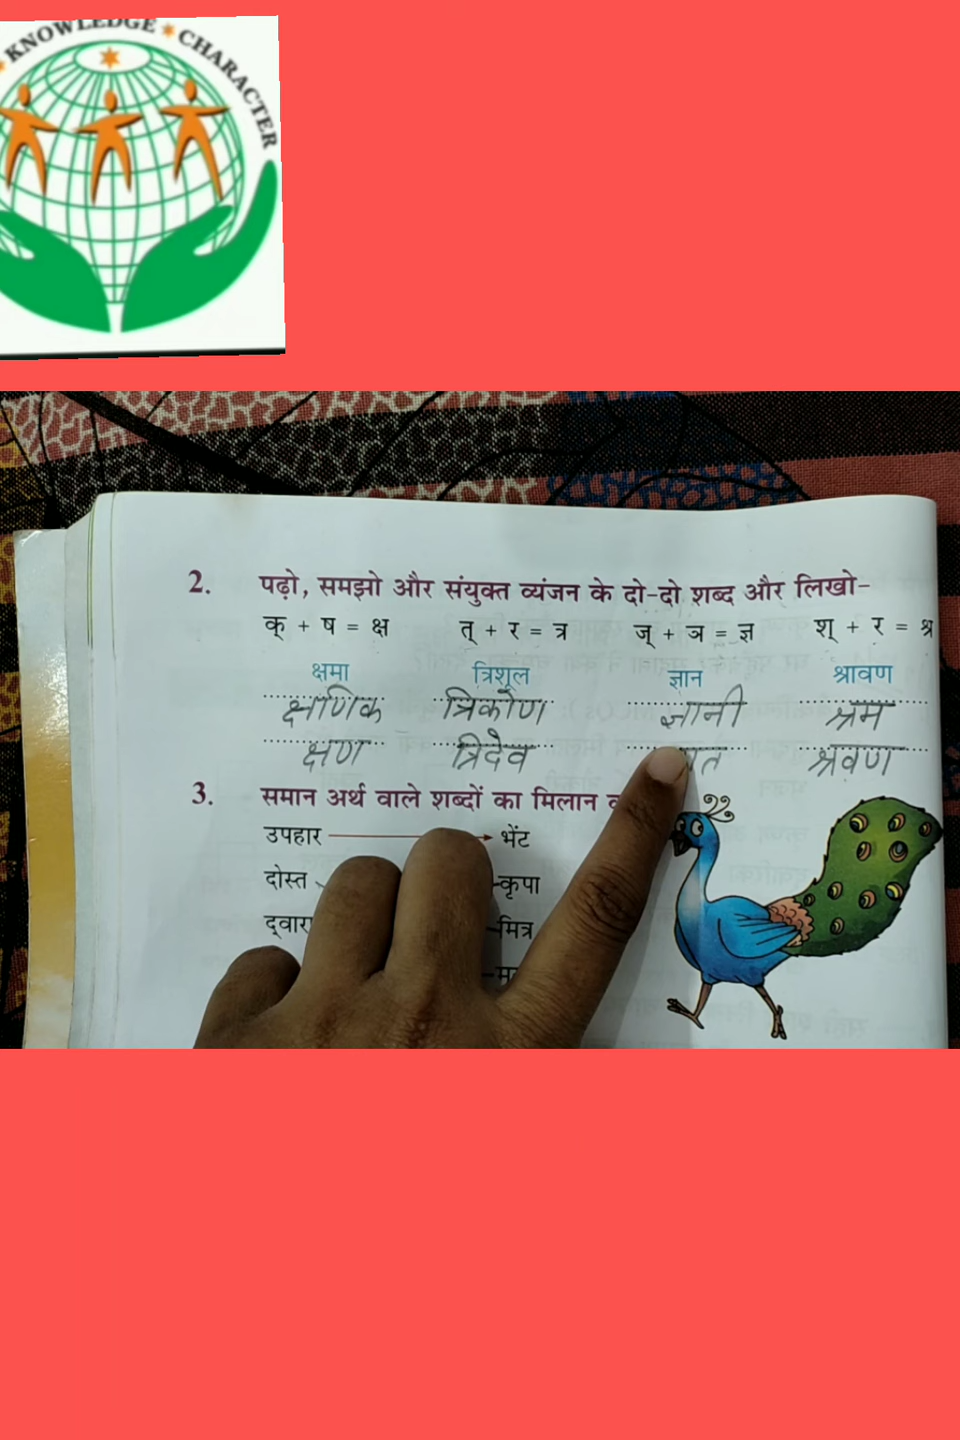 KNOWLEDGE CHARACTER
2. पढ़ो, समझो और संयुक्त व्यंजन के दो-दो शब्द और लिखो-
क् + ष = क्ष त् + र = त्र ज् + ञ = ज्ञ श् + र = श्र
क्षमा त्रिशूल ज्ञान श्रावण
क्षणिक त्रिकोण ज्ञानी श्रम
क्षण त्रिदेव श्रवण
3. समान अर्थ वाले शब्दों का मिलान
उपहार भेंट
दोस्त कृपा
द्वारा मित्र